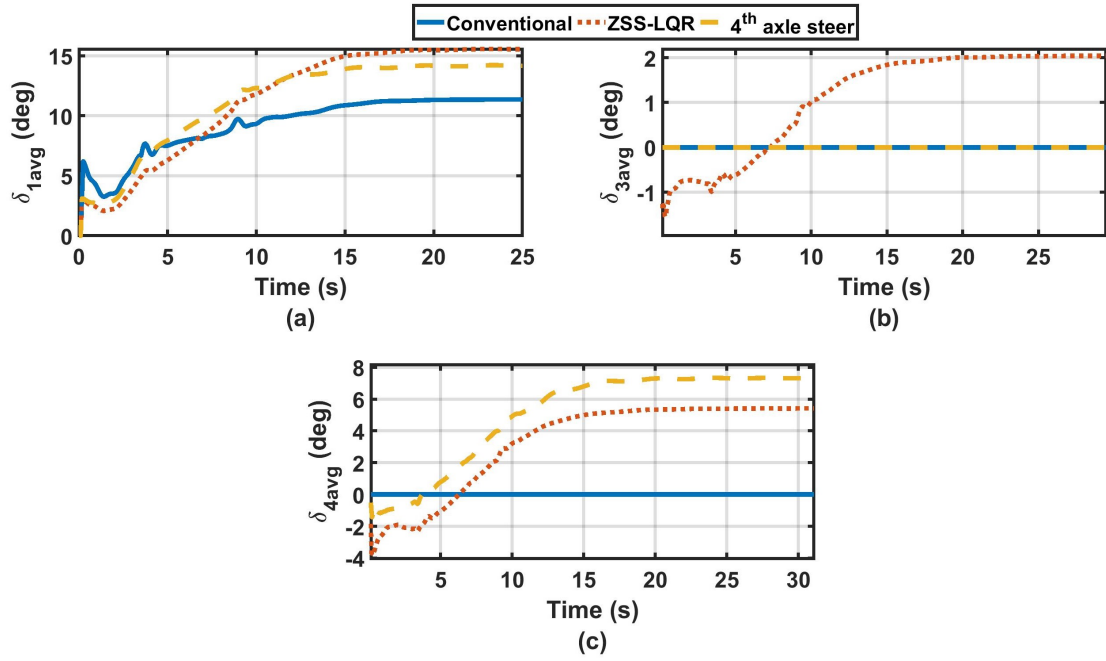 Conventional ZSS-LQR 4th axle steer
δ1avg (deg)
15
10
5
0
0 5 10 15 20 25
Time (s)
(a)
δ3avg (deg)
2
1
0
-1
5 10 15 20 25
Time (s)
(b)
δ4avg (deg)
8
6
4
2
0
-2
-4
5 10 15 20 25 30
Time (s)
(c)